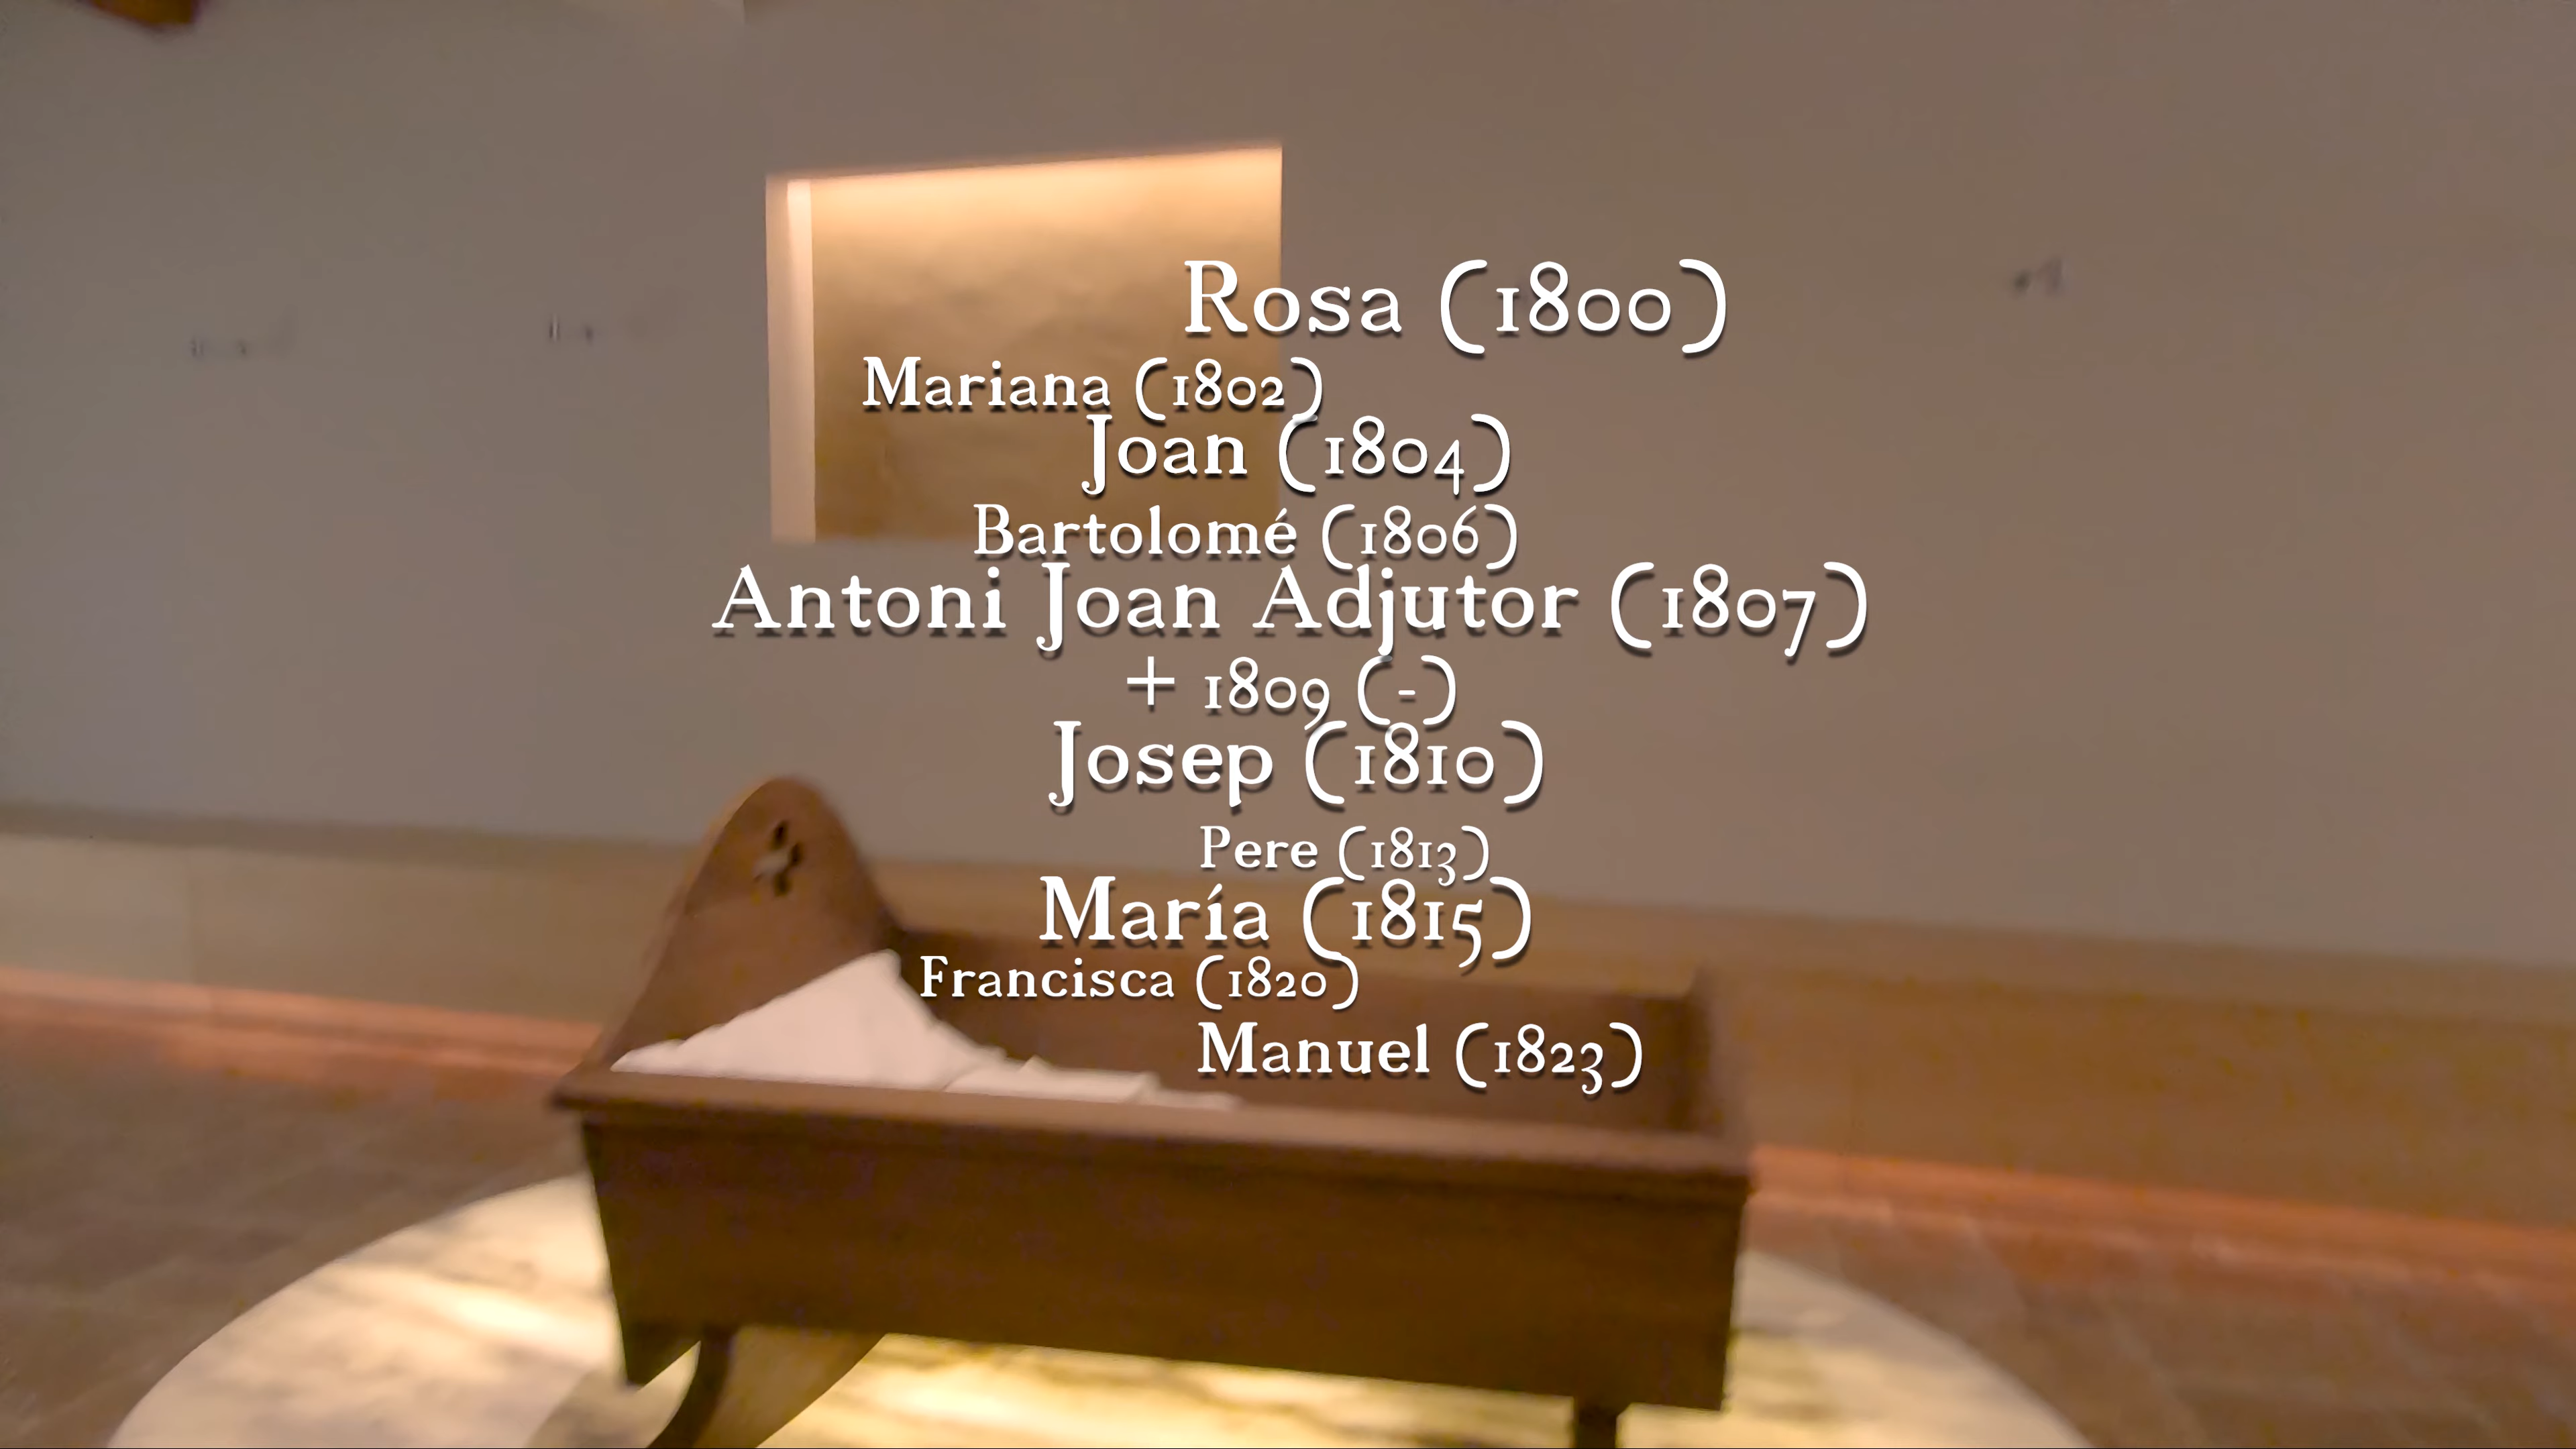 Rosa (1800)
Mariana (1802)
Joan (1804)
Bartolomé (1806)
Antoni Joan Adjutor (1807)
+ 1809 (-)
Josep (1810)
Pere (1813)
María (1815)
Francisca (1820)
Manuel (1823)